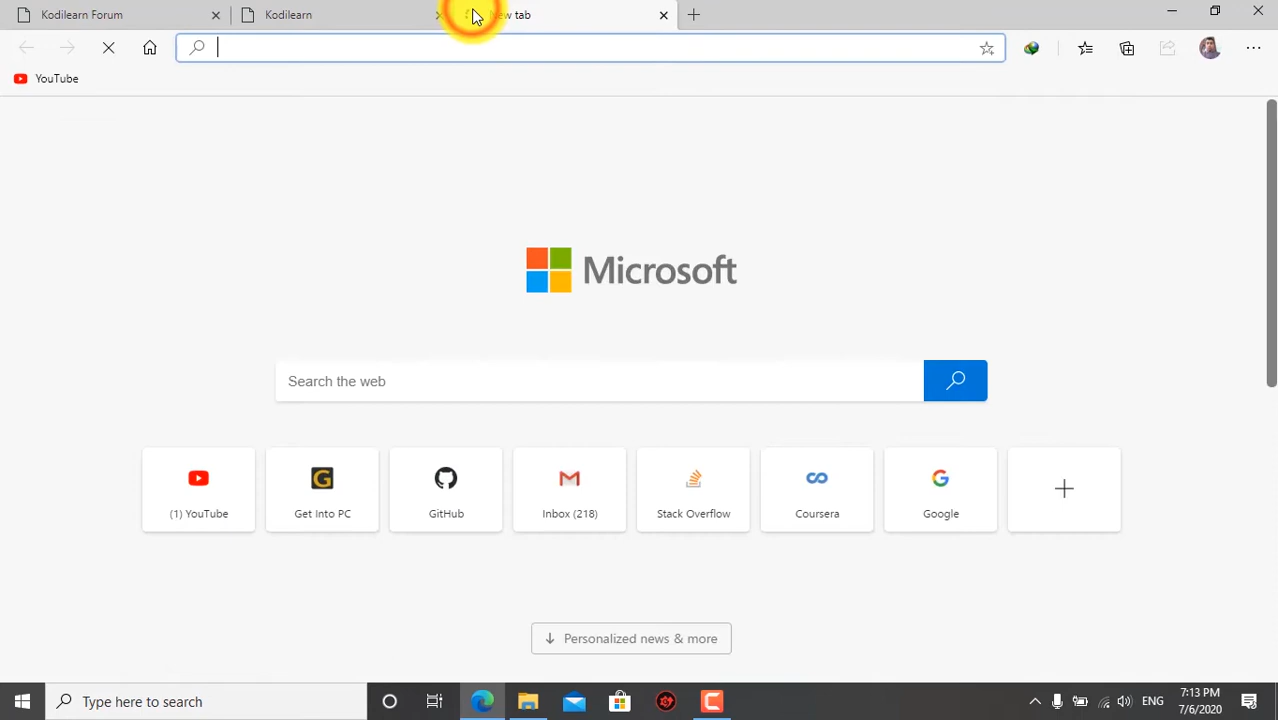 Kodilearn Forum
Kodilearn
New tab
YouTube
Microsoft
Search the web
(1) YouTube
Get Into PC
GitHub
Inbox (218)
Stack Overflow
Coursera
Google
Personalized news & more
Type here to search
ENG
7:13 PM
7/6/2020